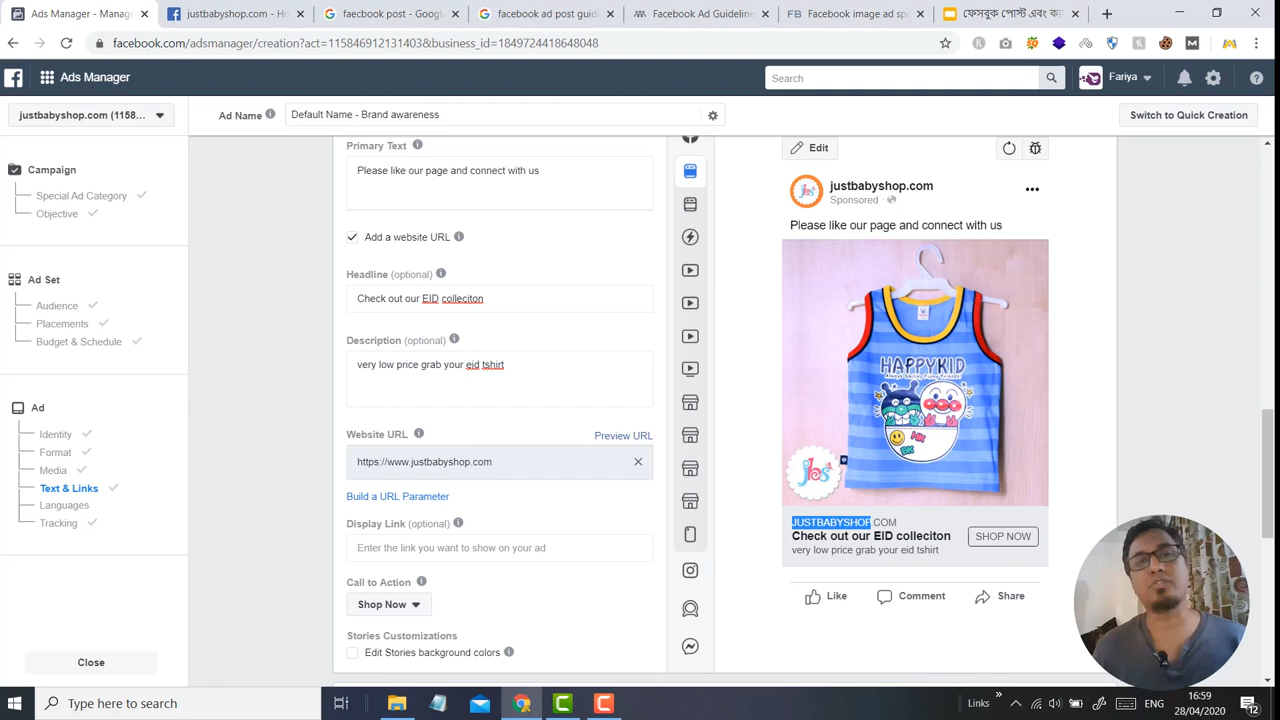 Ads Manager - Manag
justbabyshop.com - Ho
faecbook post - Googl
facebook ad post guid
Facebook Ad Guideline
FB
Facebook image ad sp
ফেসবুক পোস্ট এবং ক
facebook.com/adsmanager/creation?act=1158469121314038&business_id=1849724418648048
Ads Manager
Search
Fariya
justbabyshop.com (1158...
Ad Name
Default Name - Brand awareness
Switch to Quick Creation
Campaign
Special Ad Category
Objective
Ad Set
Audience
Placements
Budget & Schedule
Ad
Identity
Format
Media
Text & Links
Languages
Tracking
Close
Primary Text
Please like our page and connect with us
Add a website URL
Headline (optional)
Check out our EID colleciton
Description (optional)
very low price grab your eid tshirt
Website URL
Preview URL
https://www.justbabyshop.com
Build a URL Parameter
Display Link (optional)
Enter the link you want to show on your ad
Call to Action
Shop Now
Stories Customizations
Edit Stories background colors
Edit
justbabyshop.com
Sponsored
Please like our page and connect with us
HAPPYKID
Always Smiling Funny Friends!
jbs
JUSTBABYSHOP.COM
Check out our EID colleciton
very low price grab your eid tshirt
SHOP NOW
Like
Comment
Share
Type here to search
Links
ENG
16:59
28/04/2020
12